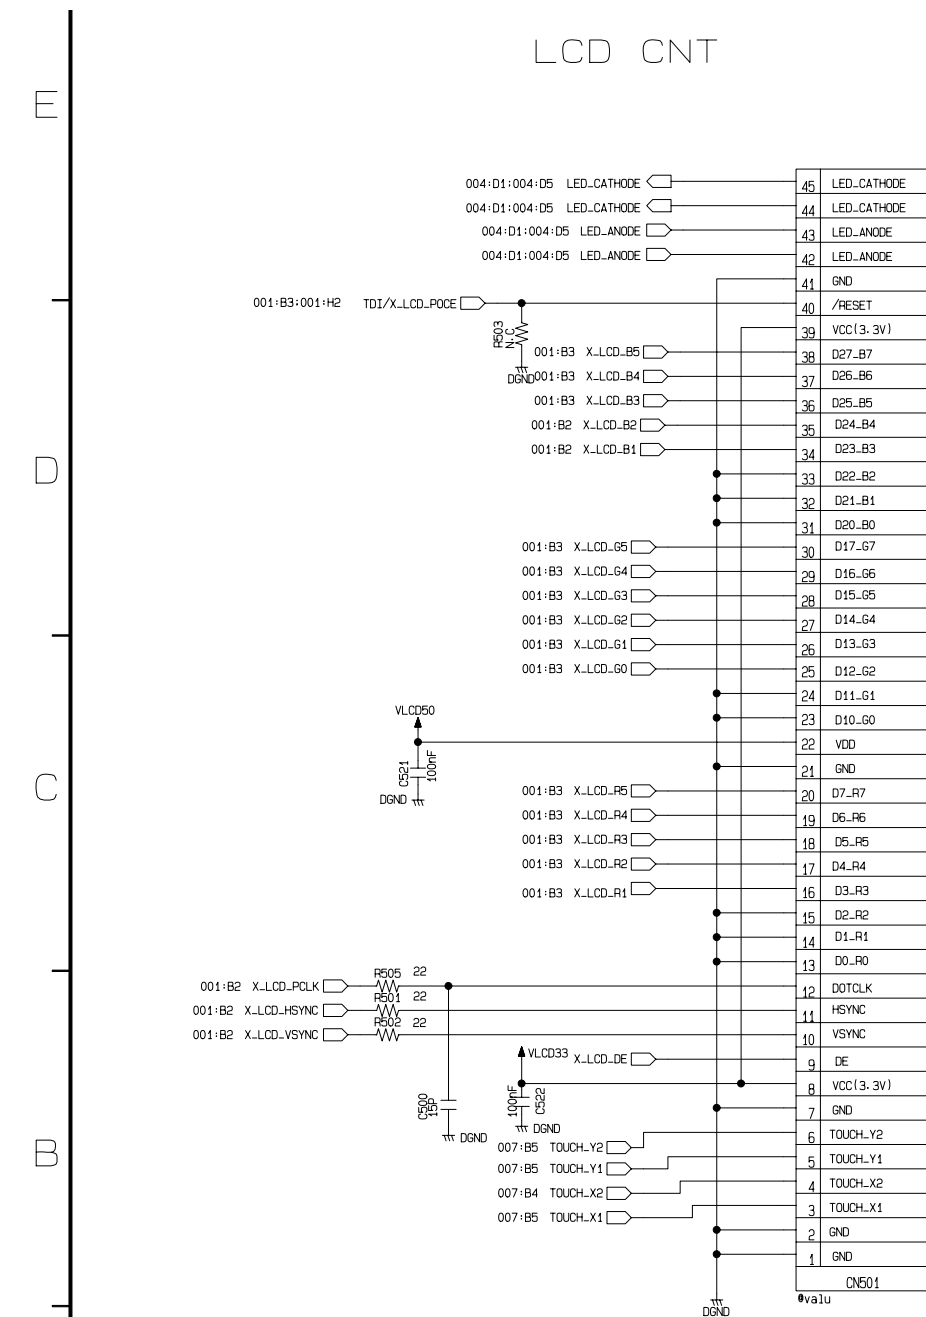 LCD CNT
E
004:D1;004:D5 LED_CATHODE 45 LED_CATHODE
004:D1;004:D5 LED_CATHODE 44 LED_CATHODE
004:D1;004:D5 LED_ANODE 43 LED_ANODE
004:D1;004:D5 LED_ANODE 42 LED_ANODE
41 GND
001:B3;001:H2 TDI/X_LCD_POCE 40 /RESET
R503
N.C
39 VCC(3.3V)
001:B3 X_LCD_B5 38 D27_B7
DGND
001:B3 X_LCD_B4 37 D26_B6
001:B3 X_LCD_B3 36 D25_B5
001:B2 X_LCD_B2 35 D24_B4
001:B2 X_LCD_B1 34 D23_B3
D
33 D22_B2
32 D21_B1
31 D20_B0
001:B3 X_LCD_G5 30 D17_G7
001:B3 X_LCD_G4 29 D16_G6
001:B3 X_LCD_G3 28 D15_G5
001:B3 X_LCD_G2 27 D14_G4
001:B3 X_LCD_G1 26 D13_G3
001:B3 X_LCD_G0 25 D12_G2
24 D11_G1
VLCD50
23 D10_G0
22 VDD
C521
100nF
21 GND
C
DGND
001:B3 X_LCD_R5 20 D7_R7
001:B3 X_LCD_R4 19 D6_R6
001:B3 X_LCD_R3 18 D5_R5
001:B3 X_LCD_R2 17 D4_R4
001:B3 X_LCD_R1 16 D3_R3
15 D2_R2
14 D1_R1
13 D0_R0
R505 22
001:B2 X_LCD_PCLK 12 DOTCLK
R501 22
001:B2 X_LCD_HSYNC 11 HSYNC
R502 22
001:B2 X_LCD_VSYNC 10 VSYNC
VLCD33 X_LCD_DE 9 DE
8 VCC(3.3V)
C500
15P
100nF
C522
7 GND
DGND
DGND
B
6 TOUCH_Y2
007:B5 TOUCH_Y2
5 TOUCH_Y1
007:B5 TOUCH_Y1
4 TOUCH_X2
007:B4 TOUCH_X2
3 TOUCH_X1
007:B5 TOUCH_X1
2 GND
1 GND
CN501
@valu
DGND